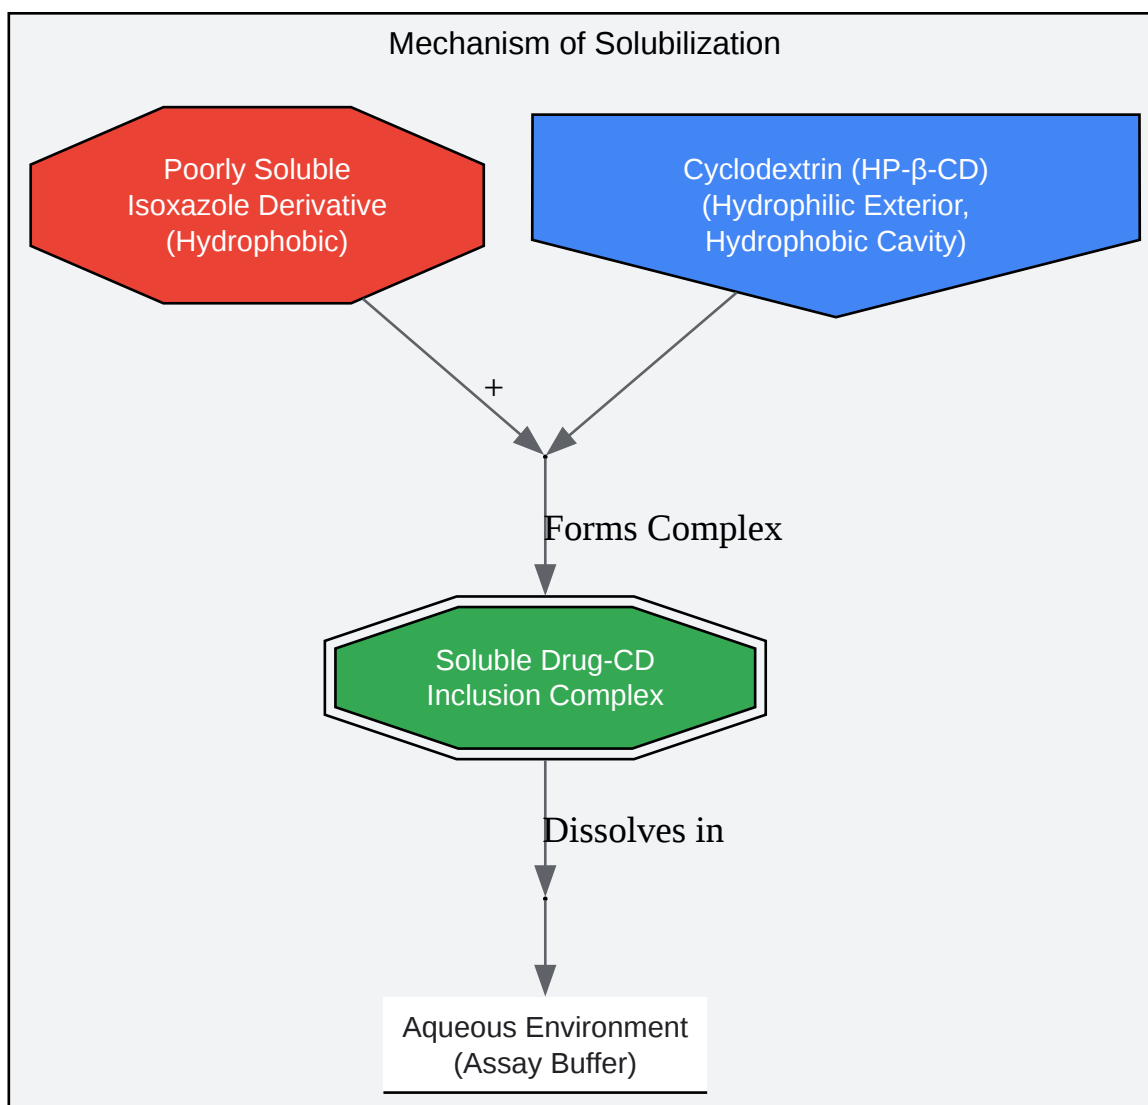 Mechanism of Solubilization
Poorly Soluble
Isoxazole Derivative
(Hydrophobic)
Cyclodextrin (HP-β-CD)
(Hydrophilic Exterior,
Hydrophobic Cavity)
+
Forms Complex
Soluble Drug-CD
Inclusion Complex
Dissolves in
Aqueous Environment
(Assay Buffer)